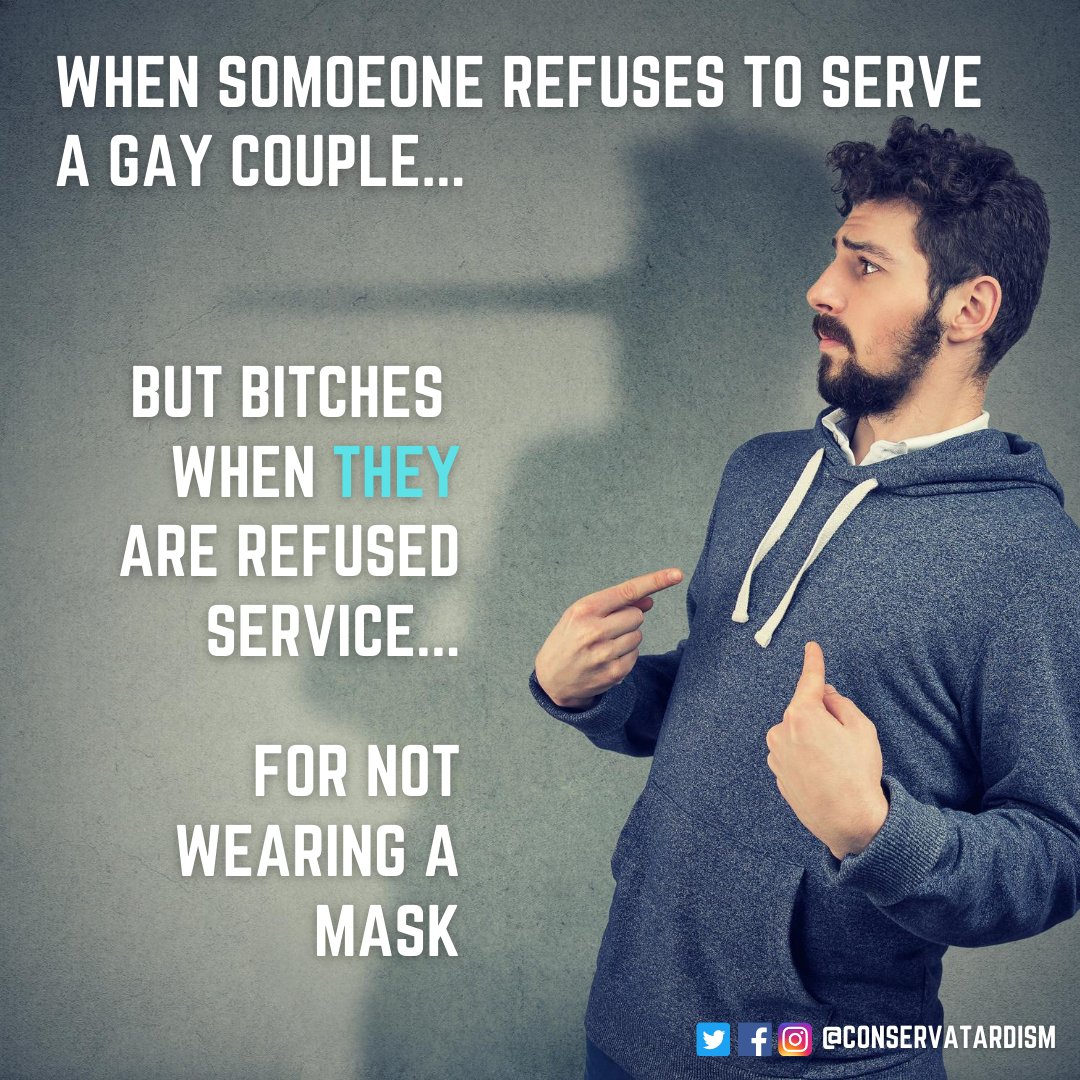 WHEN SOMOEONE REFUSES TO SERVE
A GAY COUPLE...
BUT BITCHES
WHEN THEY
ARE REFUSED
SERVICE...
FOR NOT
WEARING A
MASK
@CONSERVATARDISM